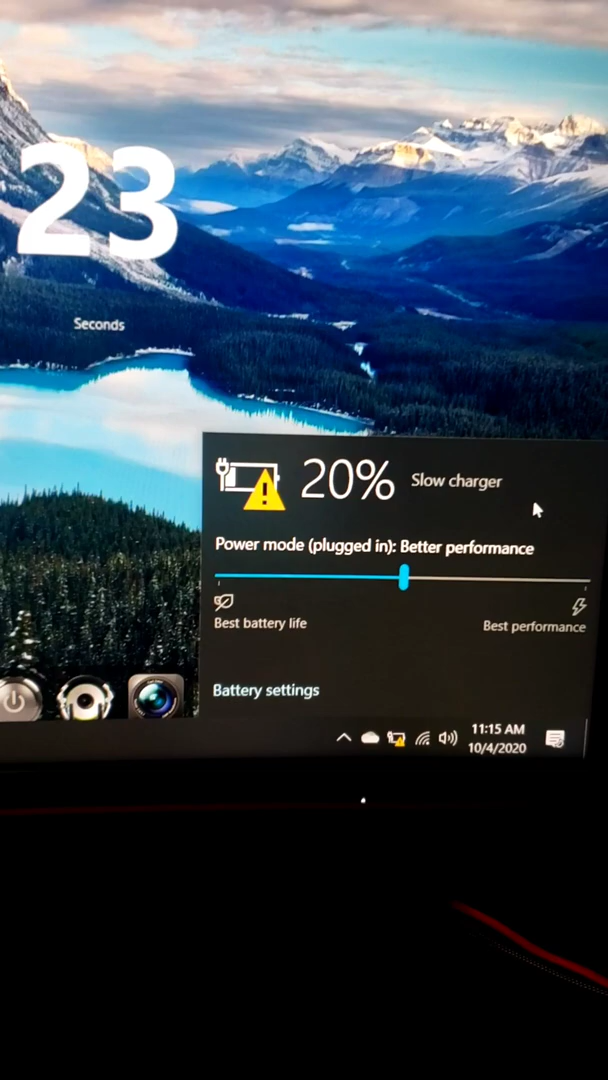 23
Seconds
20% Slow charger
Power mode (plugged in): Better performance
Best battery life
Best performance
Battery settings
11:15 AM
10/4/2020